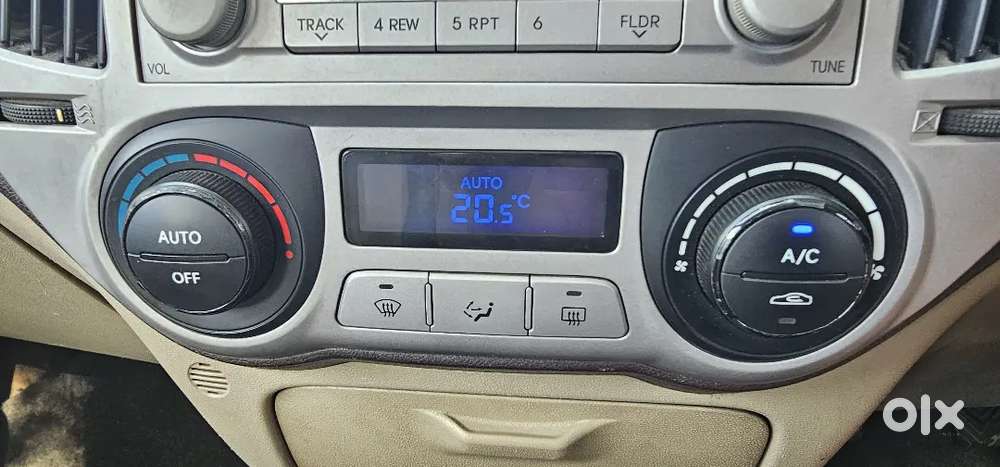 TRACK 4 REW 5 RPT 6 FLDR
VOL TUNE
AUTO
20.5°C
AUTO
OFF
A/C
olx